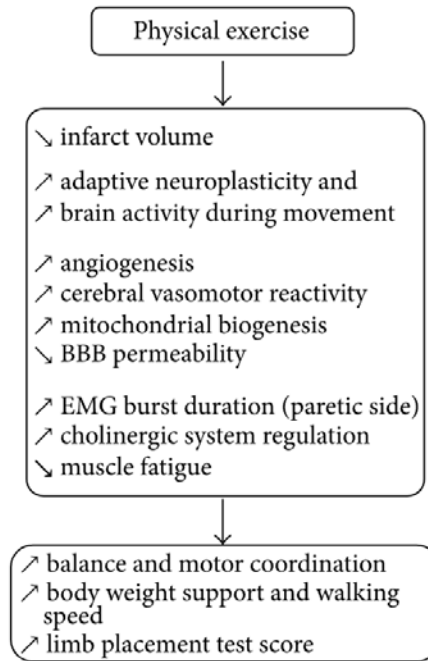 Physical exercise
↘ infarct volume
↗ adaptive neuroplasticity and
↗ brain activity during movement
↗ angiogenesis
↗ cerebral vasomotor reactivity
↗ mitochondrial biogenesis
↘ BBB permeability
↗ EMG burst duration (paretic side)
↗ cholinergic system regulation
↘ muscle fatigue
↗ balance and motor coordination
↗ body weight support and walking
speed
↗ limb placement test score